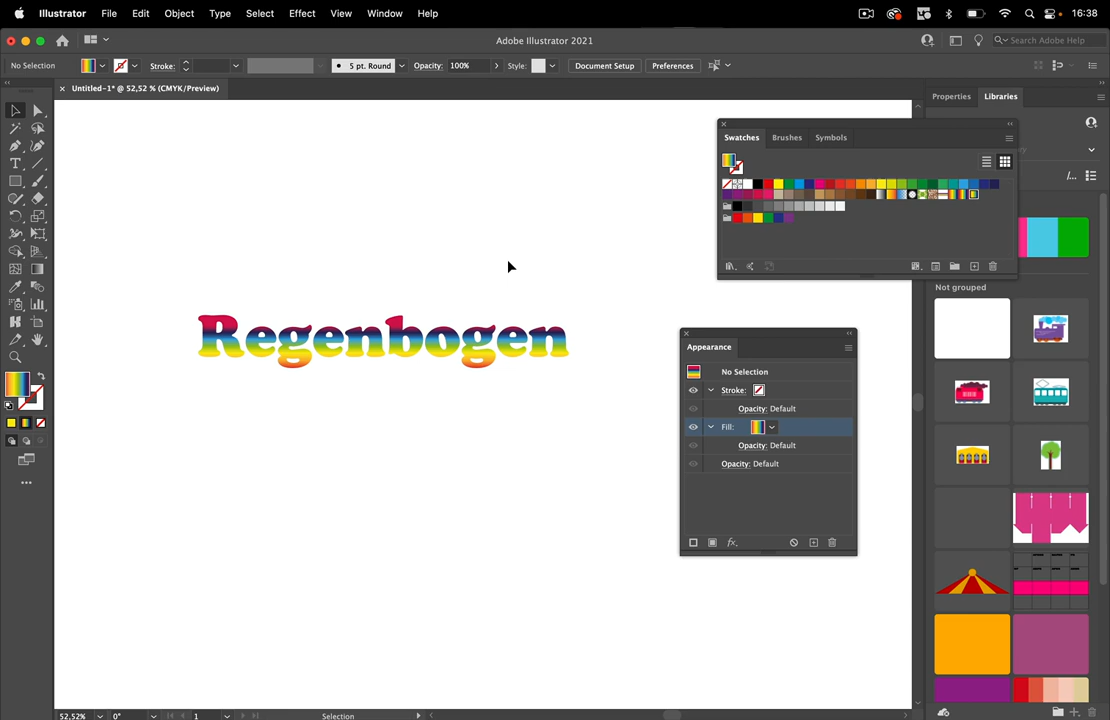 Illustrator File Edit Object Type Select Effect View Window Help 16:38
Adobe Illustrator 2021 Search Adobe Help
No Selection Stroke: 5 pt. Round Opacity: 100% Style: Document Setup Preferences
Untitled-1* @ 52,52 % (CMYK/Preview)
Properties Libraries
Swatches Brushes Symbols
/...
Not grouped
Regenbogen
Appearance
No Selection
Stroke:
Opacity: Default
Fill:
Opacity: Default
Opacity: Default
fx.
52,52% 0° 1 Selection